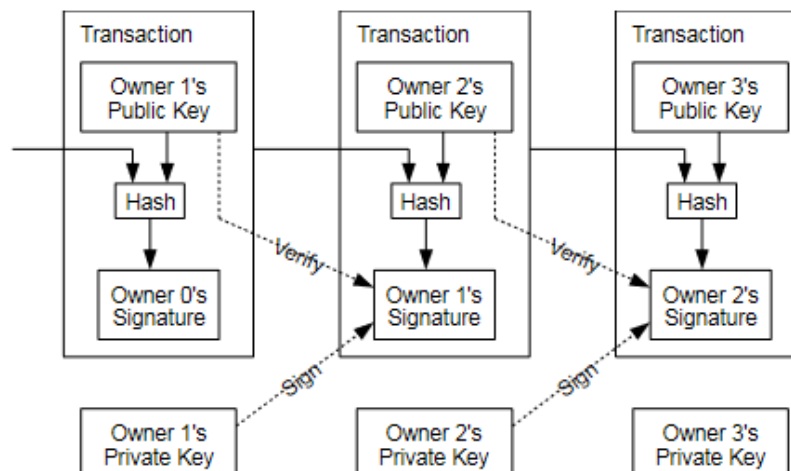 Transaction
Owner 1's
Public Key
Hash
Owner 0's
Signature
Transaction
Owner 2's
Public Key
Hash
Verify
Owner 1's
Signature
Transaction
Owner 3's
Public Key
Hash
Verify
Owner 2's
Signature
Sign
Sign
Owner 1's
Private Key
Owner 2's
Private Key
Owner 3's
Private Key